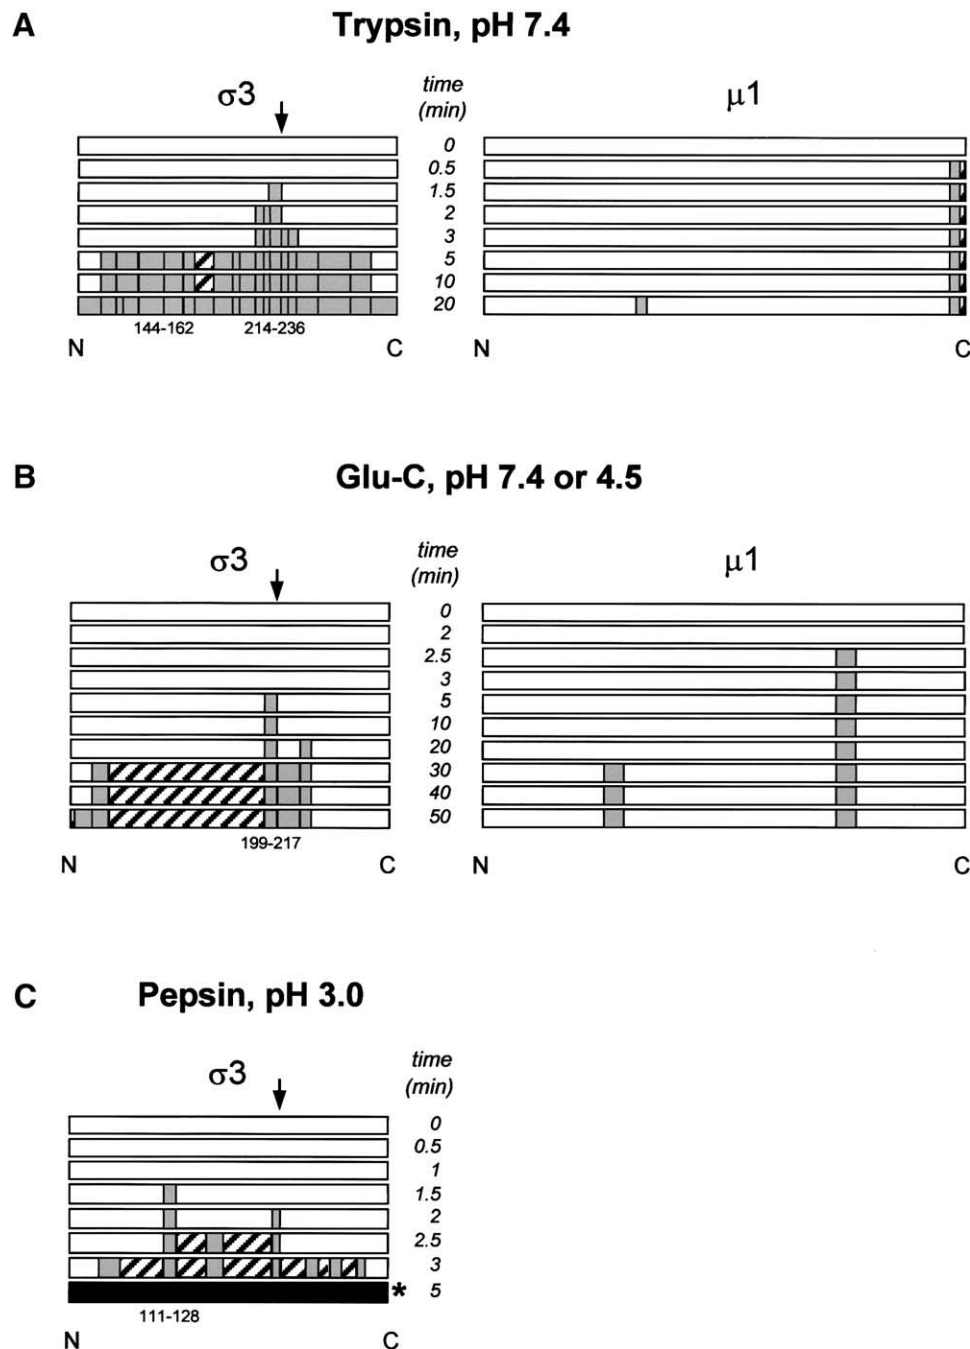 A
Trypsin, pH 7.4
σ3
time
(min)
μ1
0
0.5
1.5
2
3
5
10
20
144-162 214-236
N C N C
B
Glu-C, pH 7.4 or 4.5
σ3
time
(min)
μ1
0
2
2.5
3
5
10
20
30
40
50
199-217
N C N C
C
Pepsin, pH 3.0
σ3
time
(min)
0
0.5
1
1.5
2
2.5
3
* 5
111-128
N C